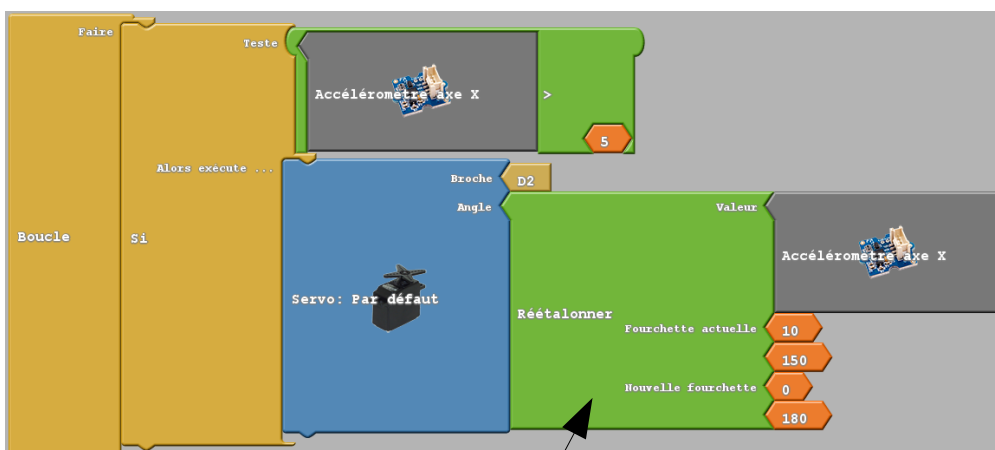 Faire
Teste
Accéléromètre axe X
>
5
Alors execute ...
Broche
D2
Angle
Valeur
Boucle
Si
Accéléromètre axe X
Servo: Par défaut
Réétalonner
Fourchette actuelle
10
150
Nouvelle fourchette
0
180